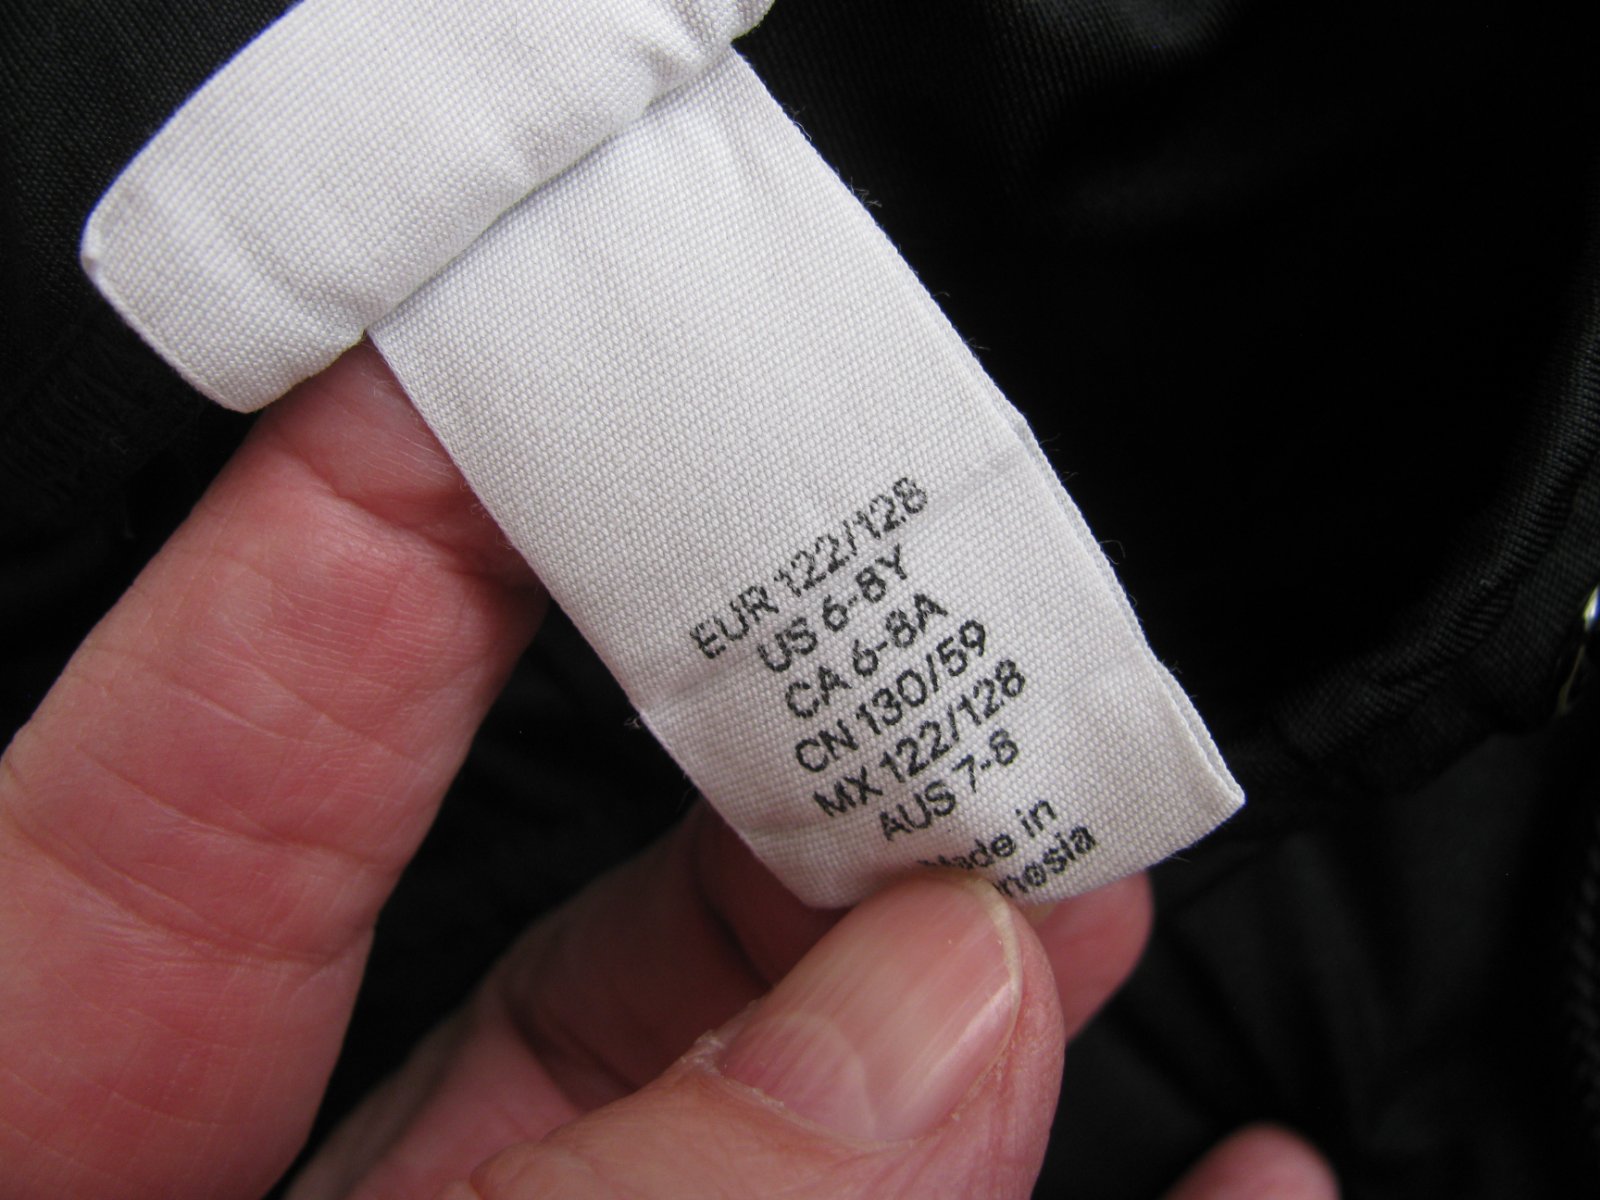 EUR 122/128
US 6-8Y
CA 6-8A
CN 130/59
MX 122/128
AUS 7-8
Made in
nesia